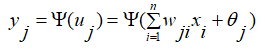 y_j = Ψ(u_j) = Ψ(∑_{i=1}^{n} w_{ji} x_i + θ_j)